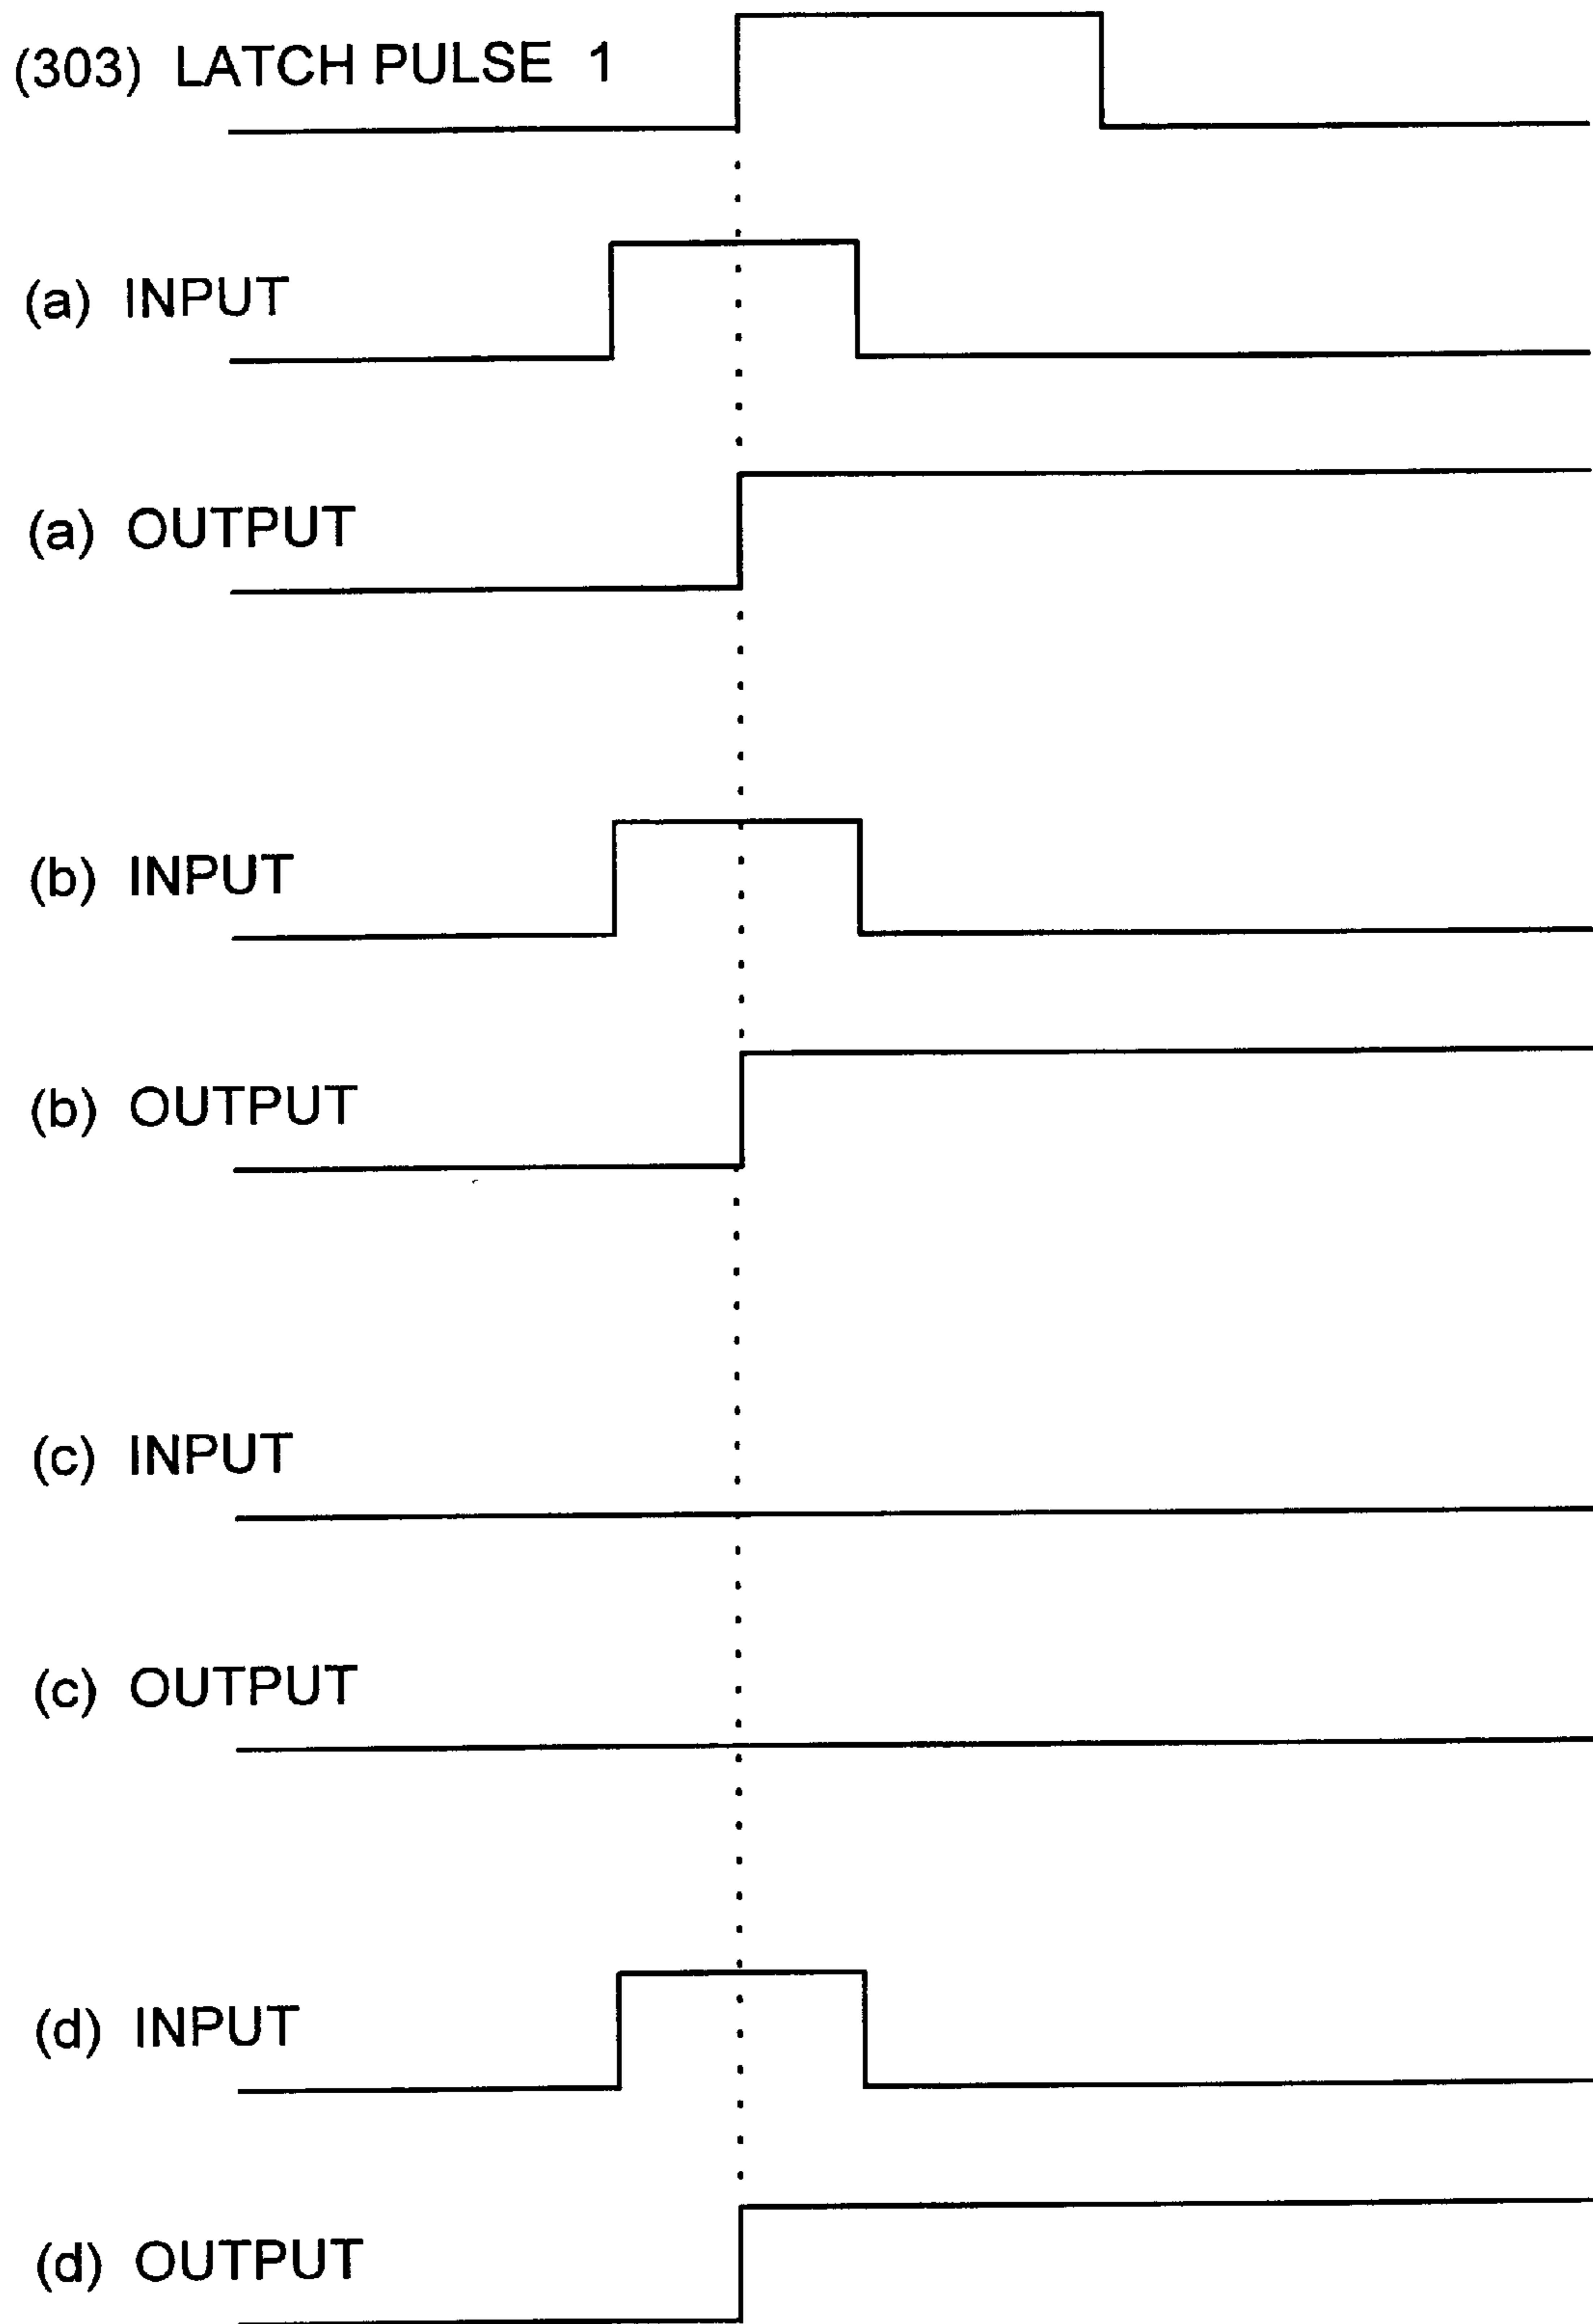 (303) LATCH PULSE 1
(a) INPUT
(a) OUTPUT
(b) INPUT
(b) OUTPUT
(c) INPUT
(c) OUTPUT
(d) INPUT
(d) OUTPUT